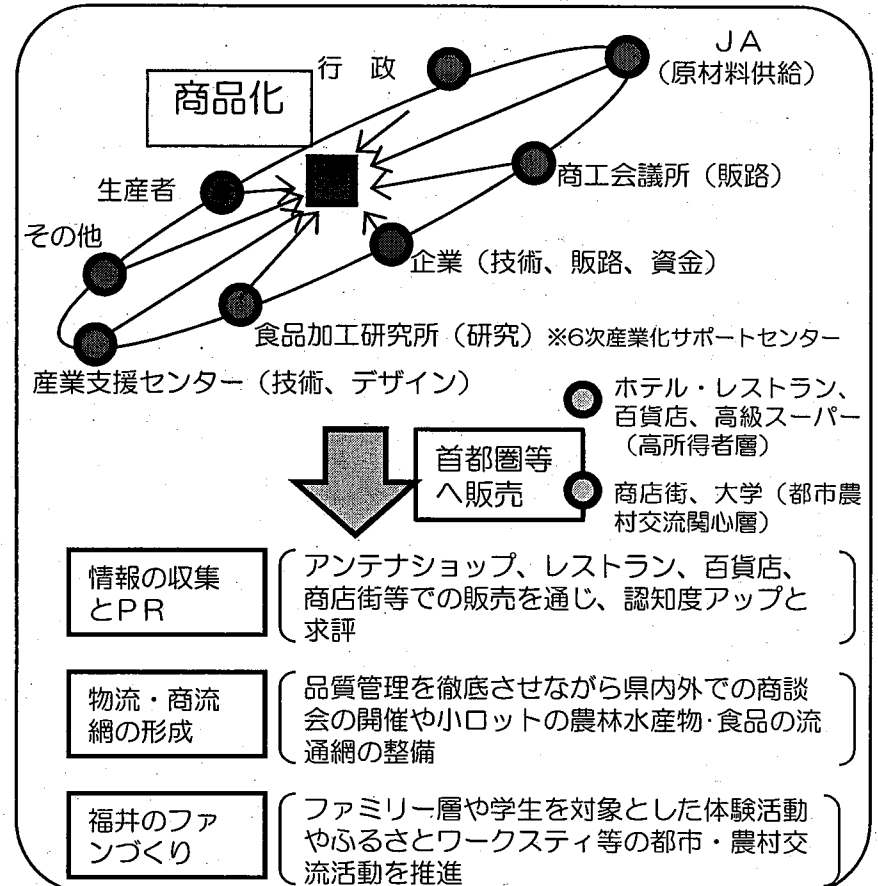 行 政
JA
（原材料供給）
商品化
商工会議所（販路）
生産者
その他
企業（技術、販路、資金）
食品加工研究所（研究）※6次産業化サポートセンター
産業支援センター（技術、デザイン）
ホテル・レストラン、
百貨店、高級スーパー
（高所得者層）
首都圏等
へ販売
商店街、大学（都市農
村交流関心層）
情報の収集
とPR
アンテナショップ、レストラン、百貨店、
商店街等での販売を通じ、認知度アップと
求評
物流・商流
網の形成
品質管理を徹底させながら県内外での商談
会の開催や小ロットの農林水産物・食品の流
通網の整備
福井のファ
ンづくり
ファミリー層や学生を対象とした体験活動
やふるさとワークスティ等の都市・農村交
流活動を推進